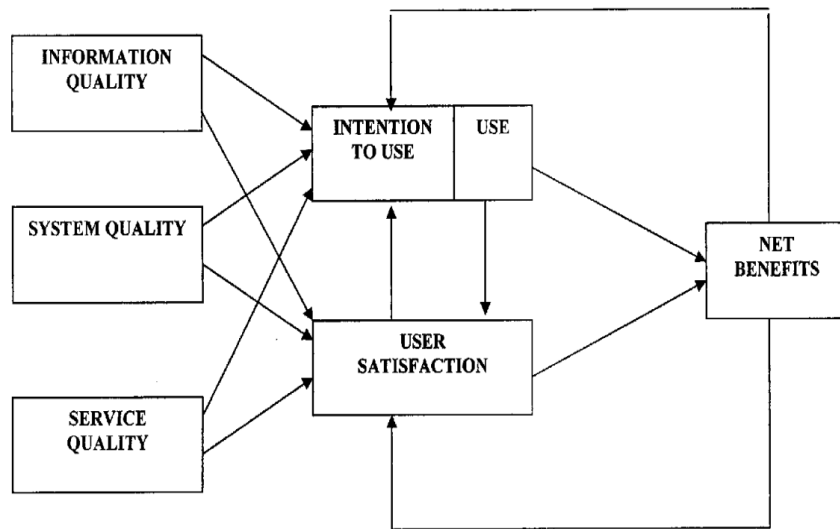 INFORMATION
QUALITY
INTENTION
TO USE
USE
SYSTEM QUALITY
NET
BENEFITS
USER
SATISFACTION
SERVICE
QUALITY